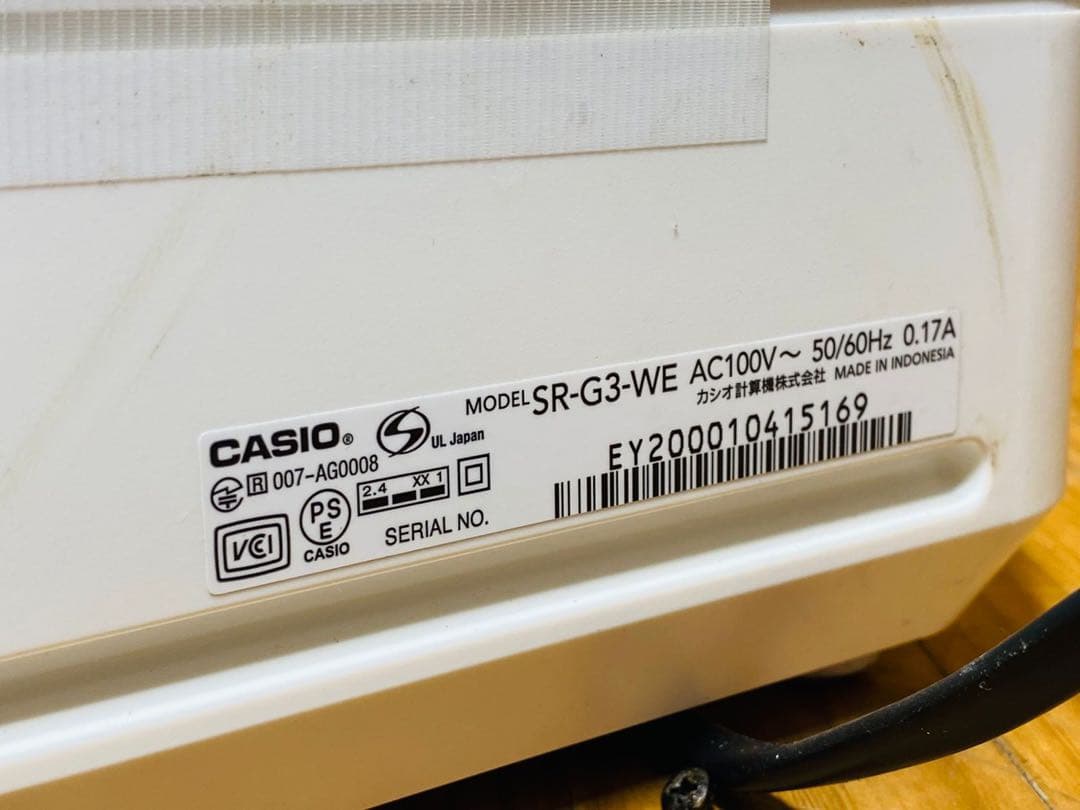 CASIO®
UL Japan
MODEL SR-G3-WE AC100V～ 50/60Hz 0.17A
カシオ計算機株式会社 MADE IN INDONESIA
R 007-AG0008
EY200010415169
2.4 XX 1
PS
E
CASIO
VCCI
SERIAL NO.